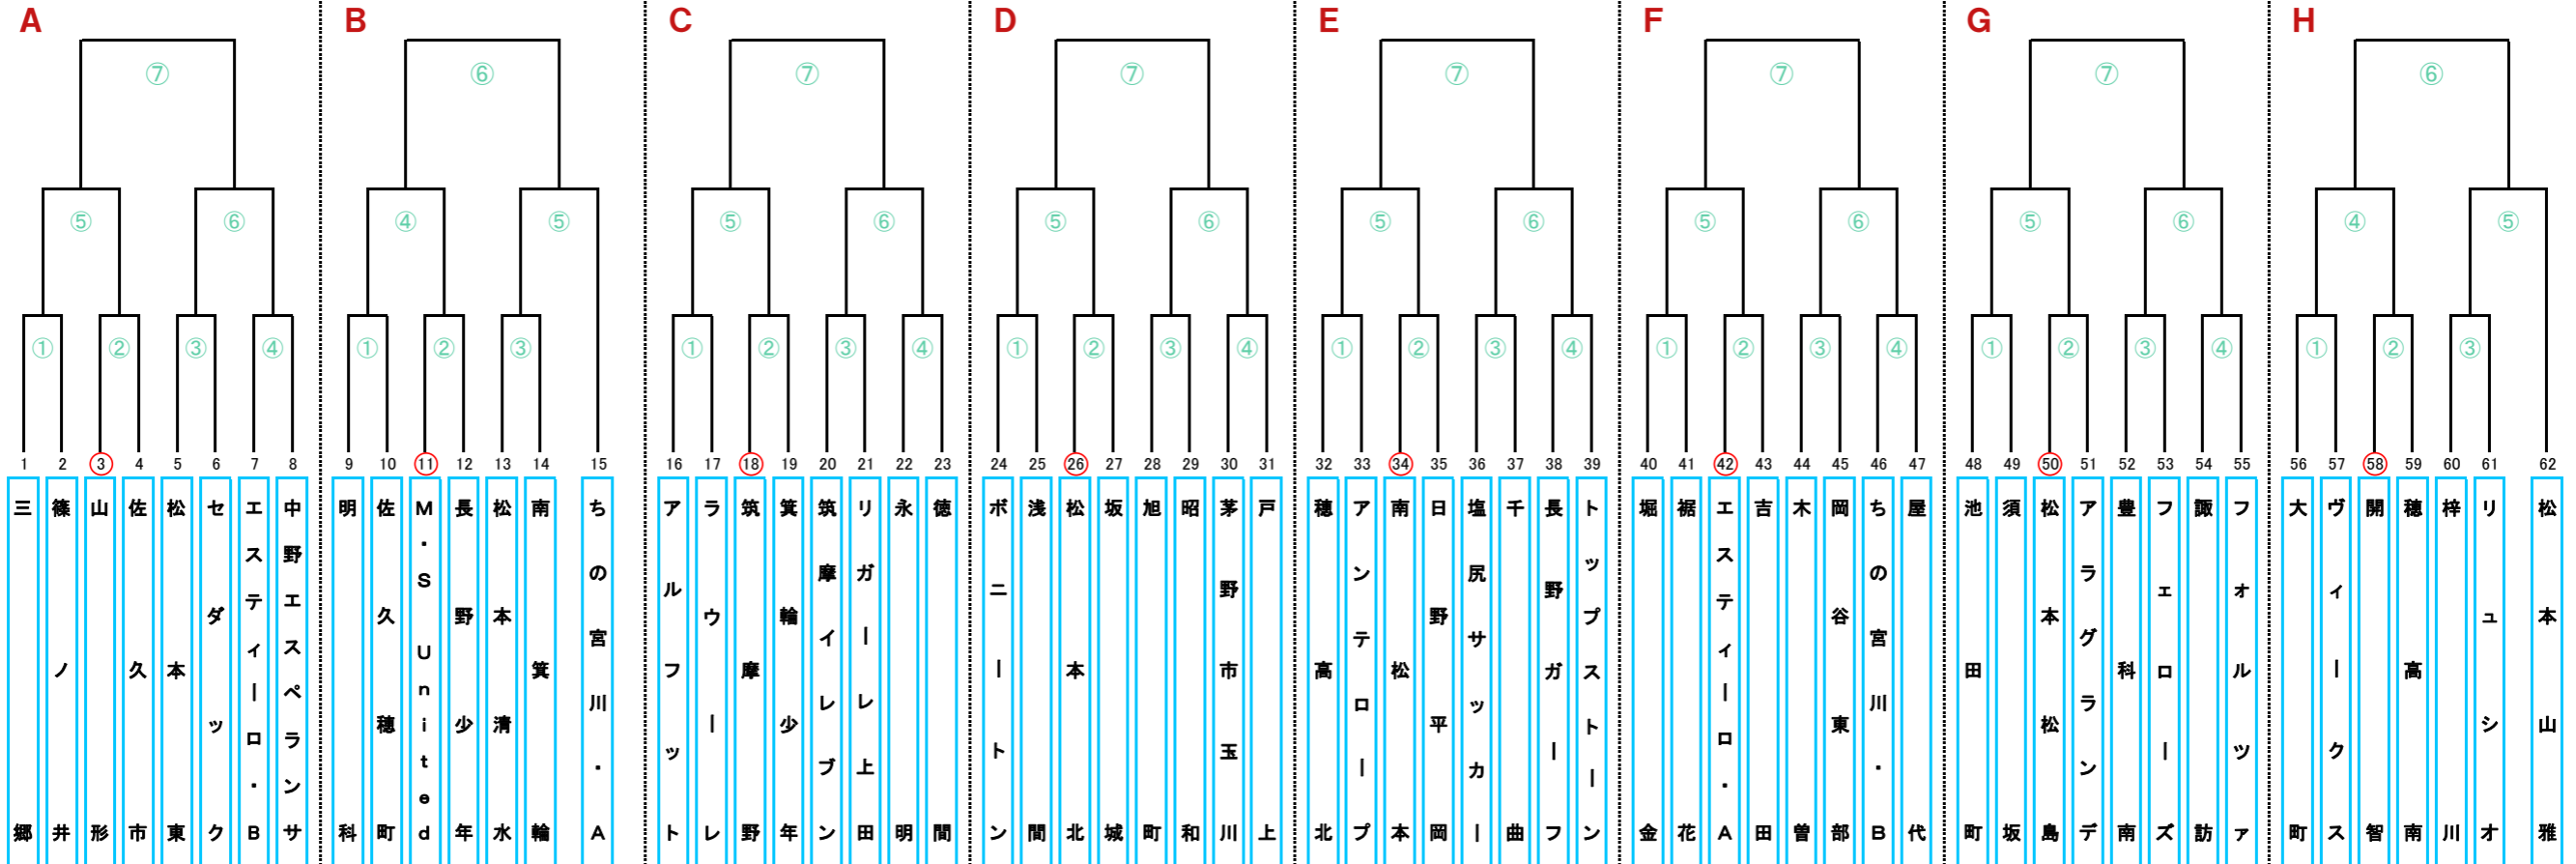 A B C D E F G H
⑦ ⑥ ⑦ ⑦ ⑦ ⑦ ⑦ ⑥
⑤ ⑥ ④ ⑤ ⑤ ⑥ ⑤ ⑥ ⑤ ⑥ ⑤ ⑥ ⑤ ⑥ ④ ⑤
① ② ③ ④ ① ② ③ ① ② ③ ④ ① ② ③ ④ ① ② ③ ④ ① ② ③ ④ ① ② ③ ④ ① ② ③
1 2 3 4 5 6 7 8 9 10 11 12 13 14 15 16 17 18 19 20 21 22 23 24 25 26 27 28 29 30 31 32 33 34 35 36 37 38 39 40 41 42 43 44 45 46 47 48 49 50 51 52 53 54 55 56 57 58 59 60 61 62
三郷
篠ノ井
山形
佐久市
松本東
セダック
エスティーロ・B
中野エスペランサ
明科
佐久穂町
M・S United
長野少年
松本清水
南箕輪
ちの宮川・A
アルフット
ラウーレ
筑摩野
箕輪少年
筑摩イレブン
リガーレ上田
永明
徳間
ボニートン
浅間
松本北
坂城
旭町
昭和
茅野市玉川
戸上
穂高北
アンテロープ
南松本
日野平岡
塩尻サッカー
千曲
長野ガーフ
トップストーン
堀金
裾花
エスティーロ・A
吉田
木曽
岡谷東部
ちの宮川・B
屋代
池田町
須坂
松本松島
アラグランデ
豊科南
フェローズ
諏訪
フォルツァ
大町
ヴィークス
開智
穂高南
梓川
リュシオ
松本山雅